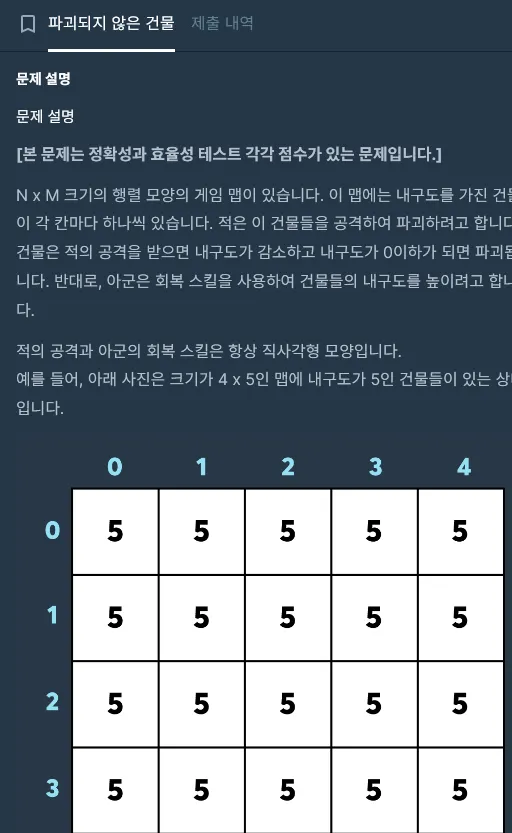 파괴되지 않은 건물 제출 내역
문제 설명
문제 설명
[본 문제는 정확성과 효율성 테스트 각각 점수가 있는 문제입니다.]
N x M 크기의 행렬 모양의 게임 맵이 있습니다. 이 맵에는 내구도를 가진
이 각 칸마다 하나씩 있습니다. 적은 이 건물들을 공격하여 파괴하려고 합니다
건물은 적의 공격을 받으면 내구도가 감소하고 내구도가 0이하가 되면
니다. 반대로, 아군은 회복 스킬을 사용하여 건물들의 내구도를 높이려고
다.
적의 공격과 아군의 회복 스킬은 항상 직사각형 모양입니다.
예를 들어, 아래 사진은 크기가 4 x 5인 맵에 내구도가 5인 건물들이 있는
입니다.
0 1 2 3 4
0 5 5 5 5 5
1 5 5 5 5 5
2 5 5 5 5 5
3 5 5 5 5 5